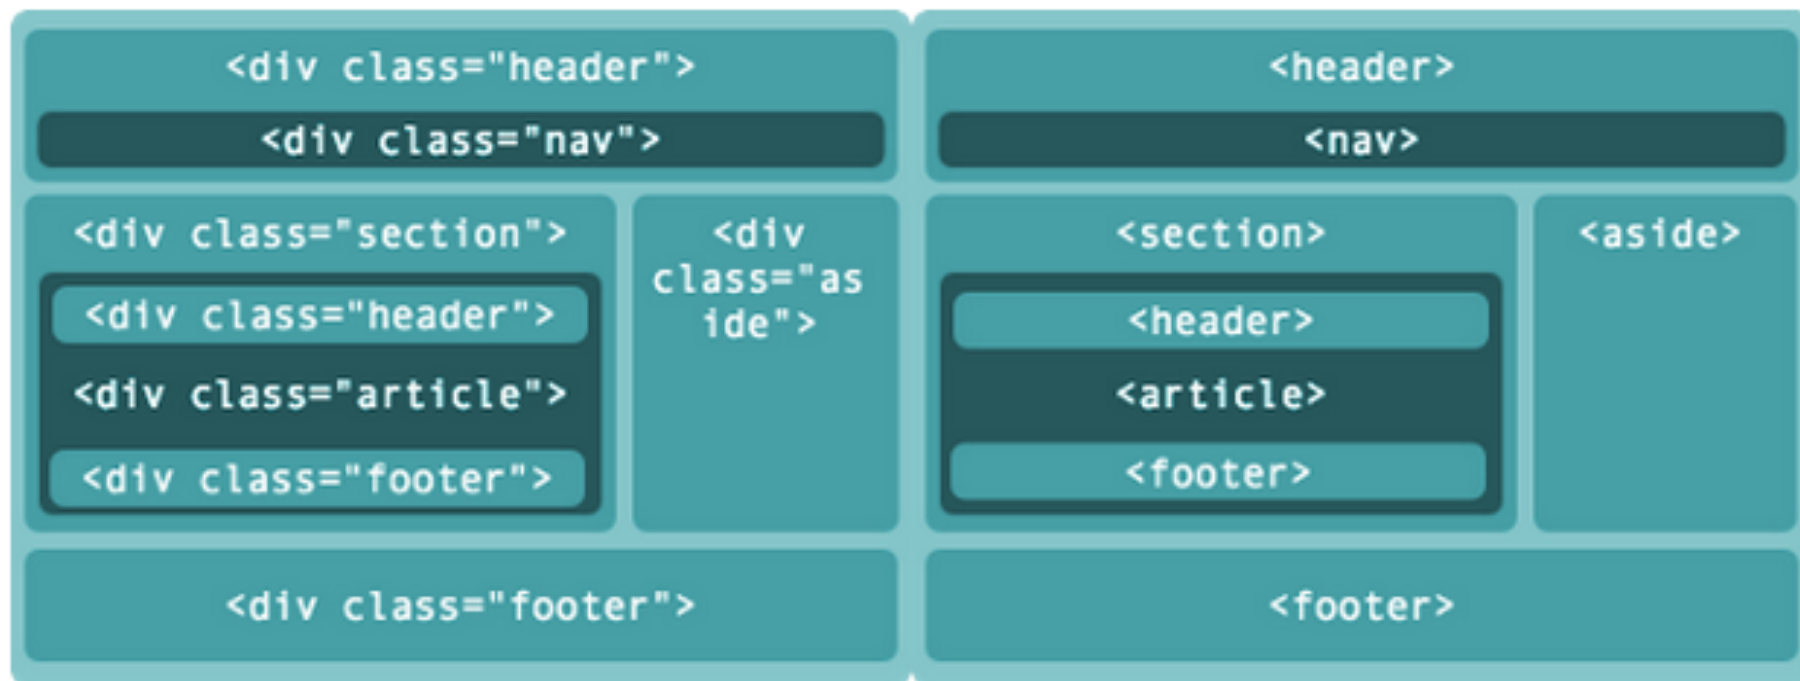 <div class="header">
<div class="nav">
<div class="section">
<div class="header">
<div class="article">
<div class="footer">
<div
class="as
ide">
<div class="footer">
<header>
<nav>
<section>
<header>
<article>
<footer>
<aside>
<footer>